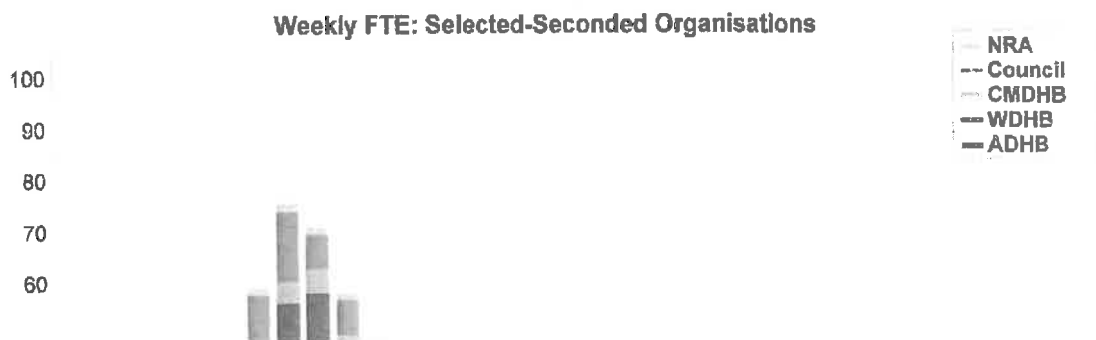 Weekly FTE: Selected-Seconded Organisations
NRA
Council
CMDHB
WDHB
ADHB
100
90
80
70
60